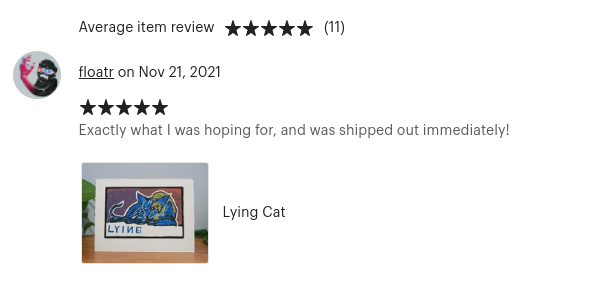 Average item review ★★★★★ (11)
floatr on Nov 21, 2021
★★★★★
Exactly what I was hoping for, and was shipped out immediately!
LYING
Lying Cat